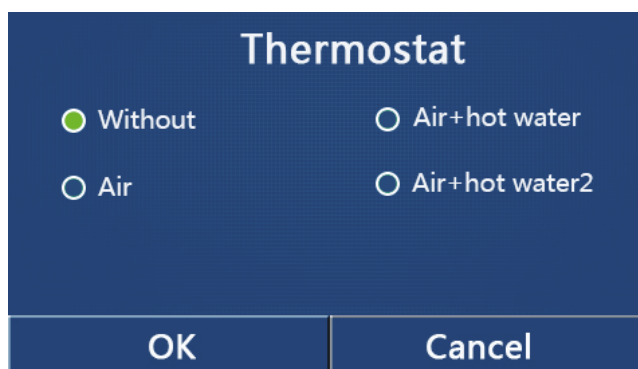 Thermostat
Without
Air+hot water
Air
Air+hot water2
OK
Cancel